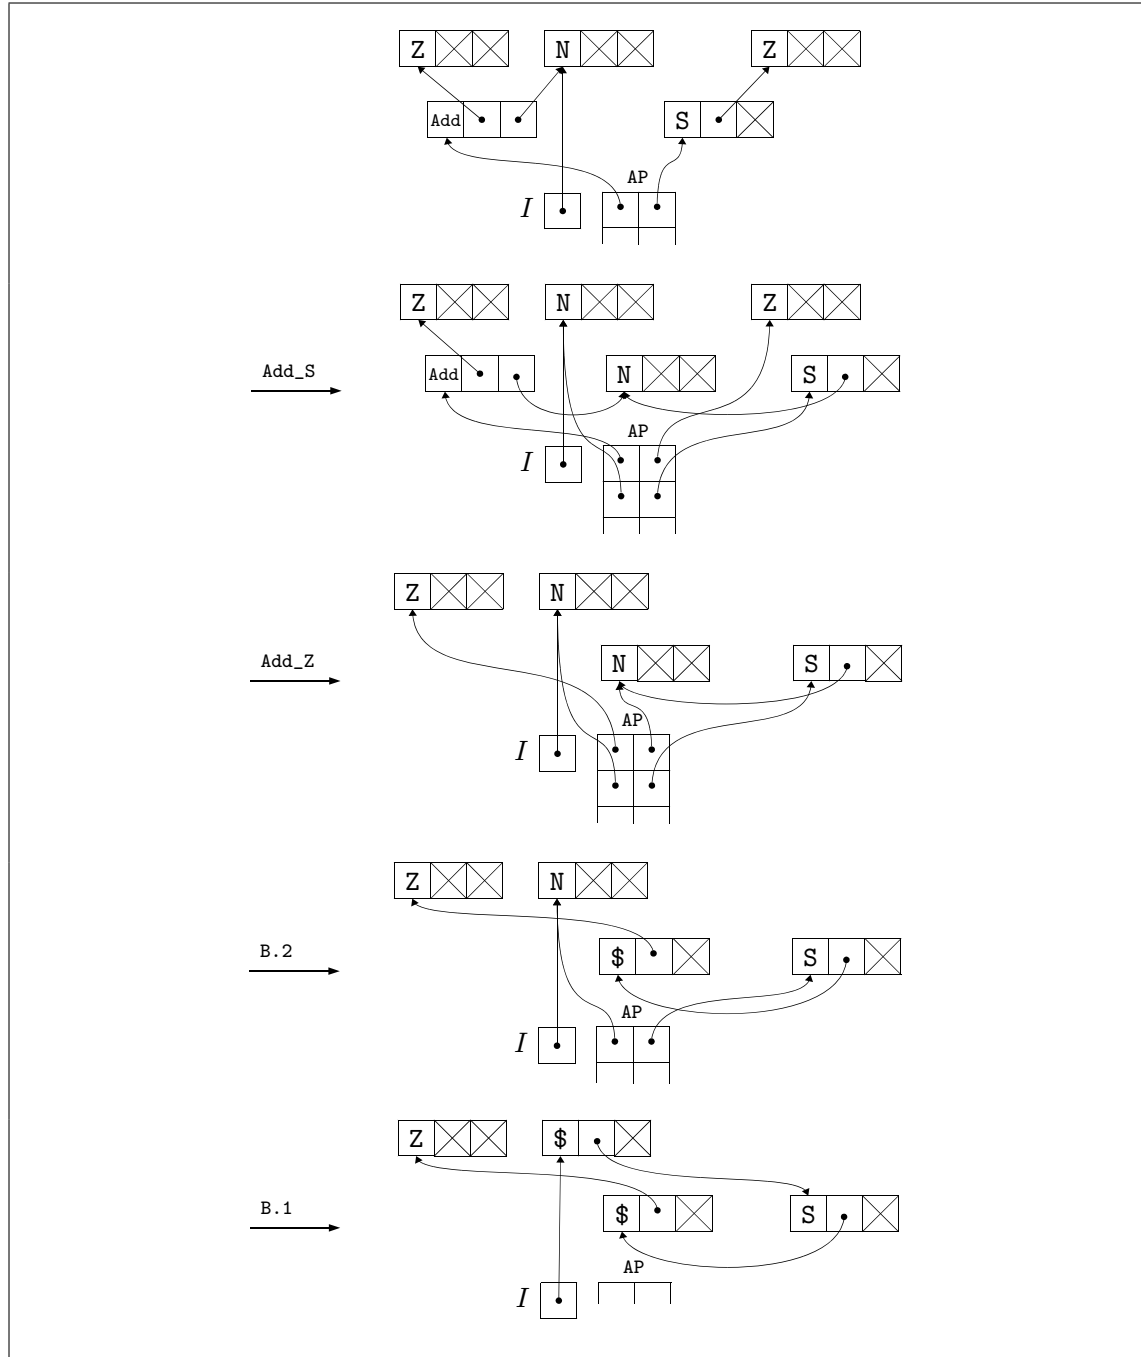 Z N Z
Add S
AP
I
Z N Z
Add_S Add N S
AP
I
Z N
Add_Z N S
AP
I
Z N
B.2 $ S
AP
I
Z $
B.1 $ S
AP
I